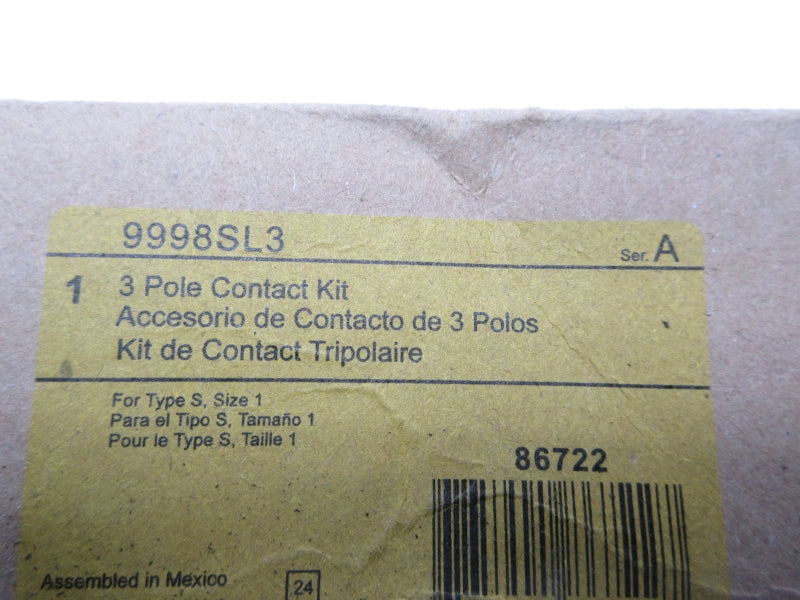 9998SL3
Ser. A
1
3 Pole Contact Kit
Accesorio de Contacto de 3 Polos
Kit de Contact Tripolaire
For Type S, Size 1
Para el Tipo S, Tamaño 1
Pour le Type S, Taille 1
86722
Assembled in Mexico
24